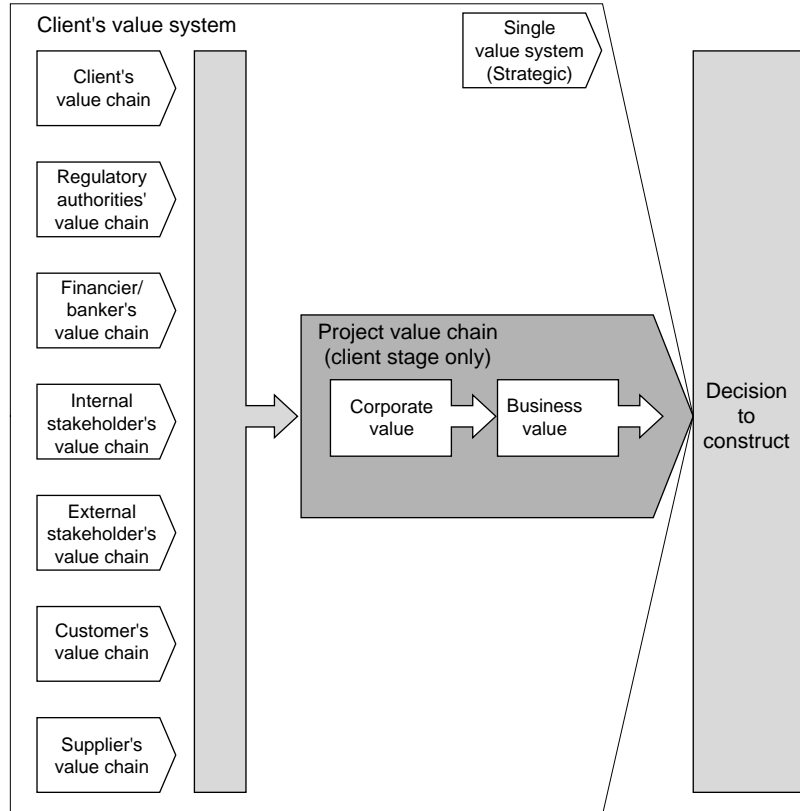 Client's value system
Single
value system
(Strategic)
Client's
value chain
Regulatory
authorities'
value chain
Financier/
banker's
value chain
Internal
stakeholder's
value chain
External
stakeholder's
value chain
Customer's
value chain
Supplier's
value chain
Project value chain
(client stage only)
Corporate
value
Business
value
Decision
to
construct